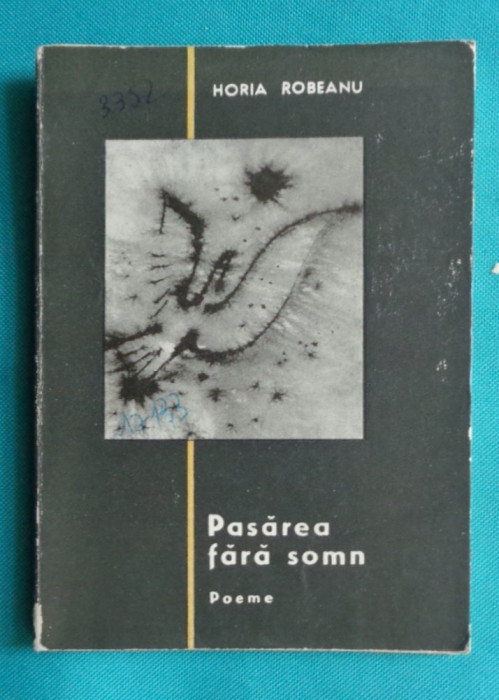 3352
HORIA ROBEANU
Pasărea
fără somn
Poeme